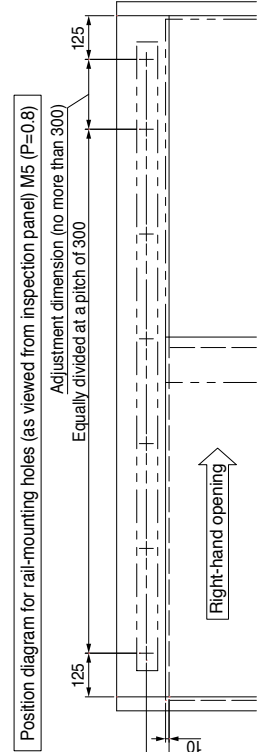 Position diagram for rail-mounting holes (as viewed from inspection panel) M5 (P=0.8)
125
Adjustment dimension (no more than 300)
Equally divided at a pitch of 300
125
Right-hand opening
10